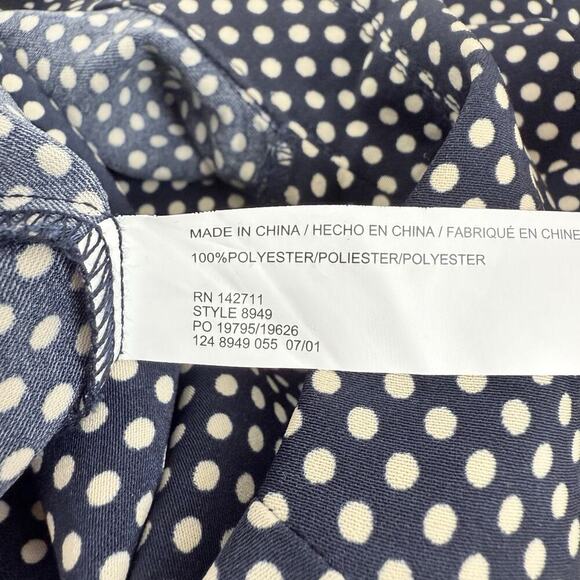 MADE IN CHINA / HECHO EN CHINA / FABRIQUÉ EN CHINE
100%POLYESTER/POLIESTER/POLYESTER
RN 142711
STYLE 8949
PO 19795/19626
124 8949 055 07/01